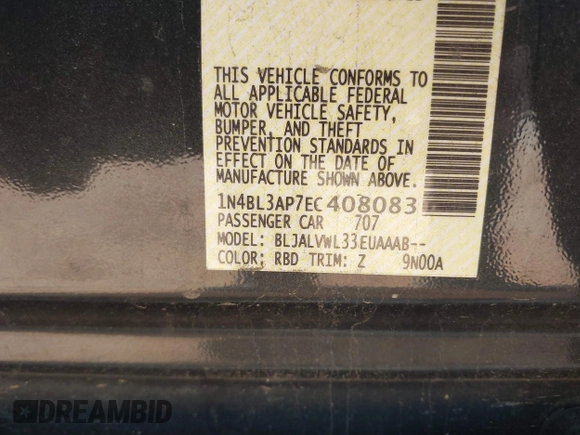 THIS VEHICLE CONFORMS TO
ALL APPLICABLE FEDERAL
MOTOR VEHICLE SAFETY,
BUMPER, AND THEFT
PREVENTION STANDARDS IN
EFFECT ON THE DATE OF
MANUFACTURE SHOWN ABOVE.
1N4BL3AP7EC408083
PASSENGER CAR 707
MODEL: BLJALVWL33EUAAAB--
COLOR: RBD TRIM: Z 9N00A
DREAMBID